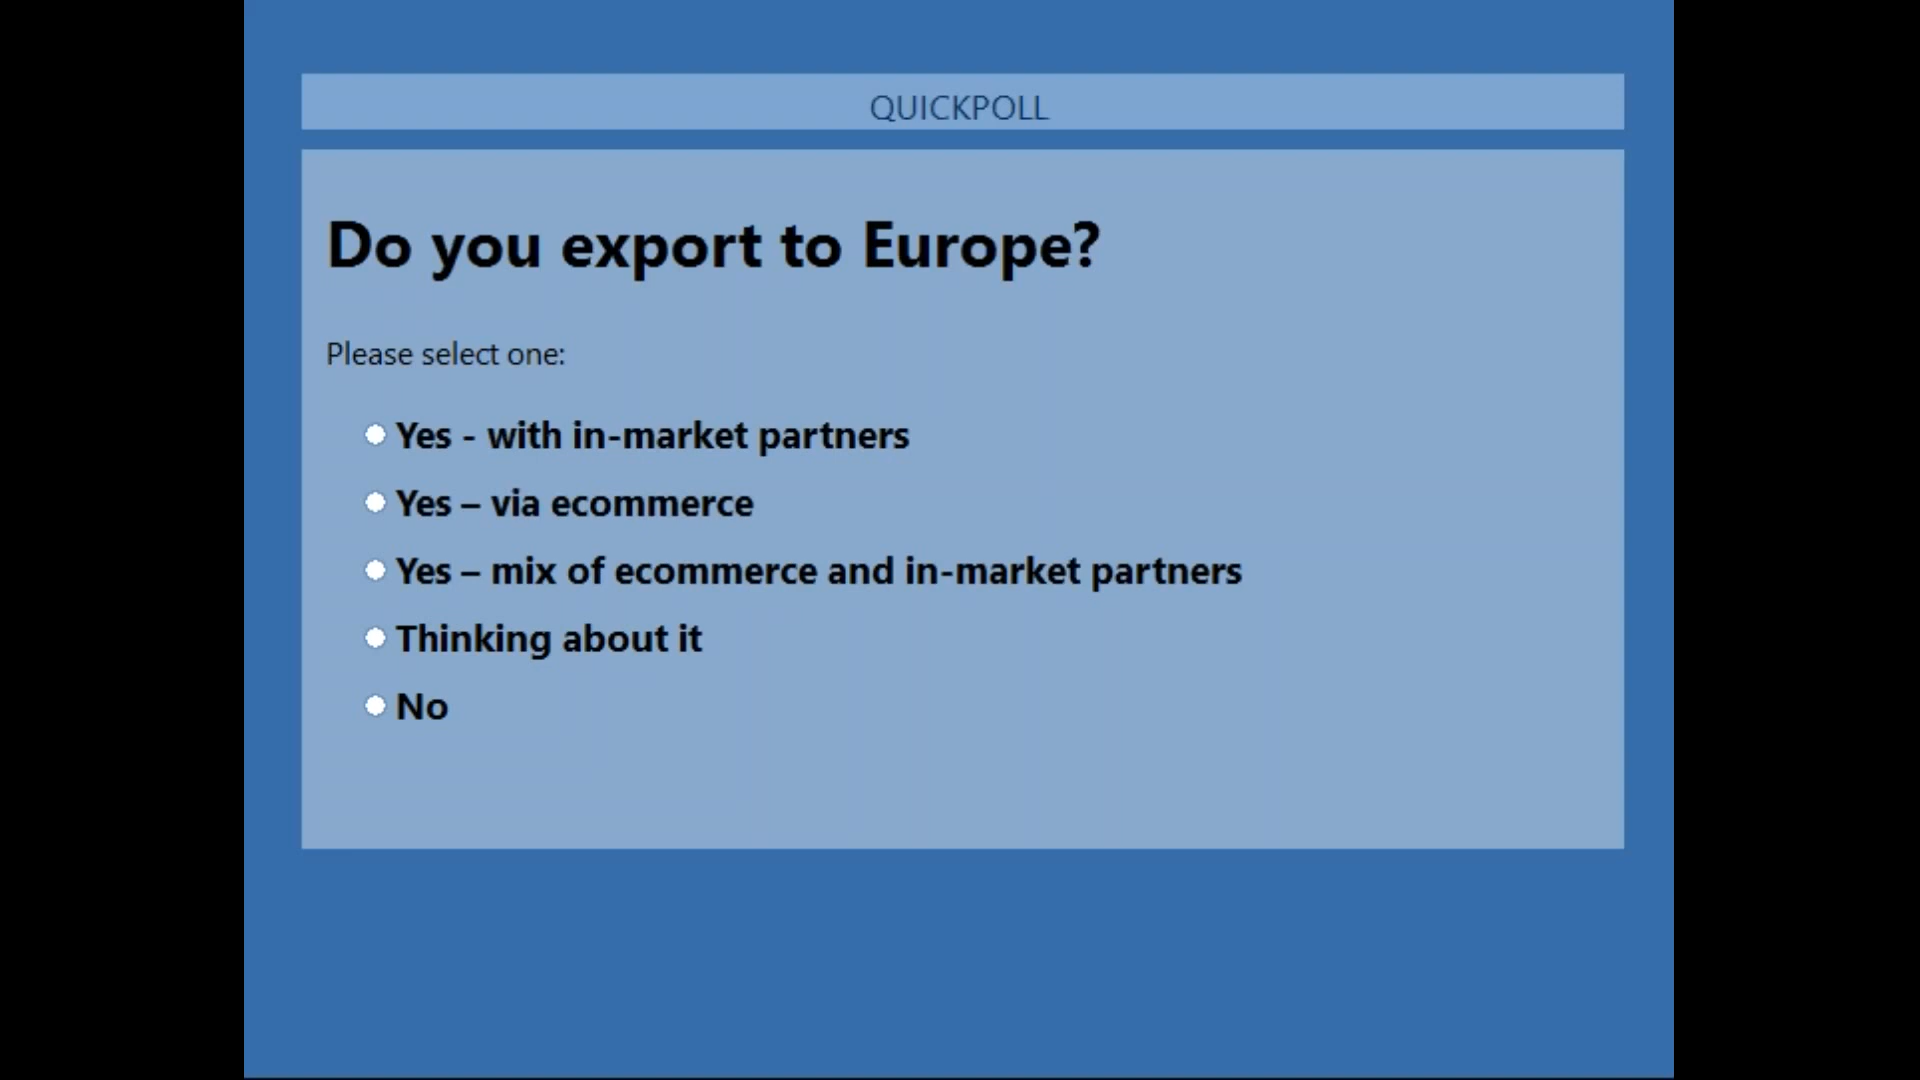 QUICKPOLL
Do you export to Europe?
Please select one:
Yes - with in-market partners
Yes – via ecommerce
Yes – mix of ecommerce and in-market partners
Thinking about it
No